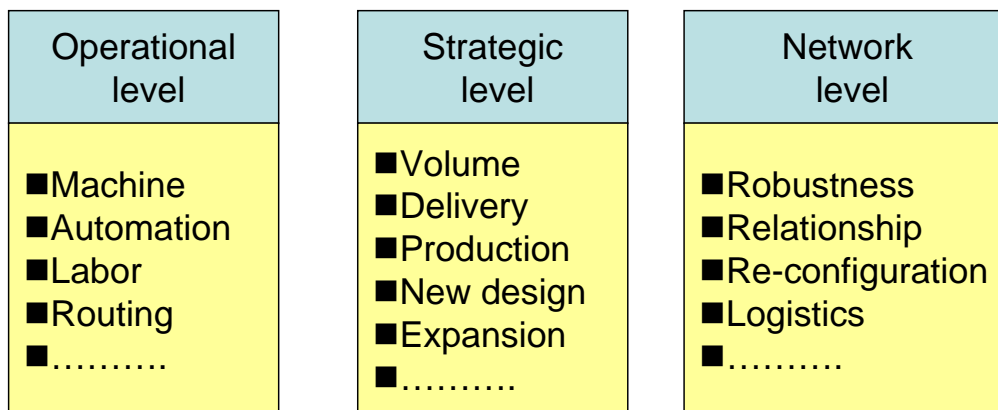 Operational
level
■Machine
■Automation
■Labor
■Routing
■……….
Strategic
level
■Volume
■Delivery
■Production
■New design
■Expansion
■……….
Network
level
■Robustness
■Relationship
■Re-configuration
■Logistics
■……….